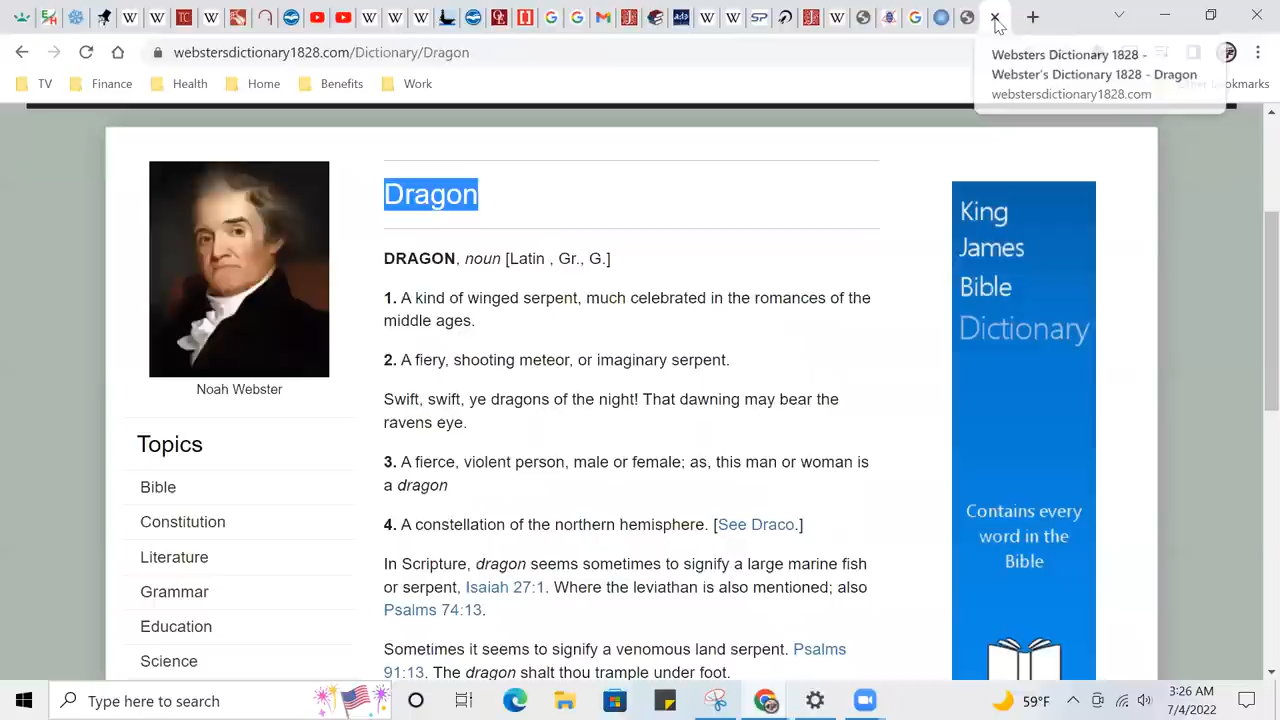 Websters Dictionary 1828 -
Webster's Dictionary 1828 - Dragon
webstersdictionary1828.com
webstersdictionary1828.com/Dictionary/Dragon
TV Finance Health Home Benefits Work Other bookmarks
Dragon
DRAGON, noun [Latin , Gr., G.]
1. A kind of winged serpent, much celebrated in the romances of the
middle ages.
2. A fiery, shooting meteor, or imaginary serpent.
Swift, swift, ye dragons of the night! That dawning may bear the
ravens eye.
3. A fierce, violent person, male or female; as, this man or woman is
a dragon
4. A constellation of the northern hemisphere. [See Draco.]
In Scripture, dragon seems sometimes to signify a large marine fish
or serpent, Isaiah 27:1. Where the leviathan is also mentioned; also
Psalms 74:13.
Sometimes it seems to signify a venomous land serpent. Psalms
91:13. The dragon shalt thou trample under foot.
Noah Webster
Topics
Bible
Constitution
Literature
Grammar
Education
Science
King
James
Bible
Dictionary
Contains every
word in the
Bible
Type here to search
59°F
3:26 AM
7/4/2022